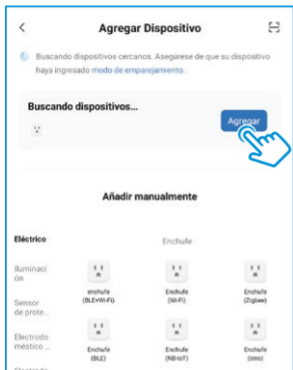 Agregar Dispositivo
Buscando dispositivos cercanos. Asegúrese de que su dispositivo
haya ingresado modo de emparejamiento.
Buscando dispositivos...
Agregar
Añadir manualmente
Eléctrico
Enchufe
Iluminaci
ón
enchufe
(BLE+Wi-Fi)
Enchufe
(Wi-Fi)
Enchufe
(Zigbee)
Sensor
de prote...
Electrodo
méstico ...
Enchufe
(BLE)
Enchufe
(NB-IoT)
Enchufe
(otro)
Electrodo